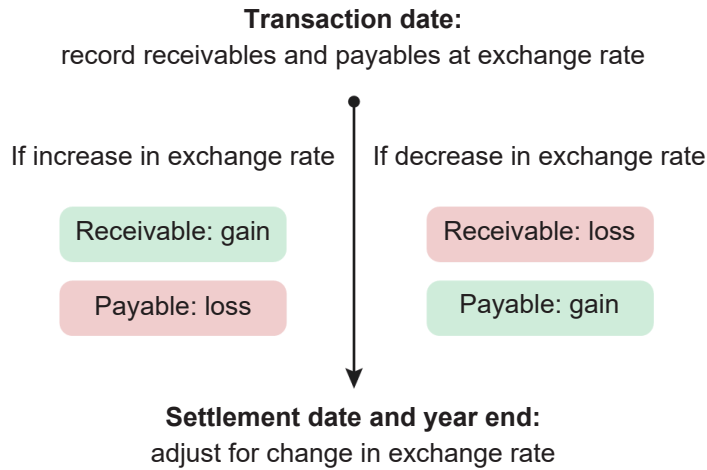 Transaction date:
record receivables and payables at exchange rate
If increase in exchange rate
If decrease in exchange rate
Receivable: gain
Receivable: loss
Payable: loss
Payable: gain
Settlement date and year end:
adjust for change in exchange rate